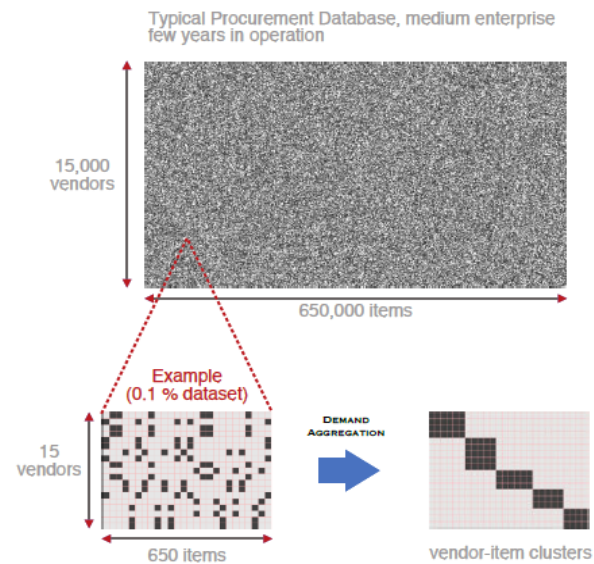 Typical Procurement Database, medium enterprise
few years in operation
15,000
vendors
650,000 items
Example
(0.1 % dataset)
15
vendors
650 items
DEMAND
AGGREGATION
vendor-item clusters